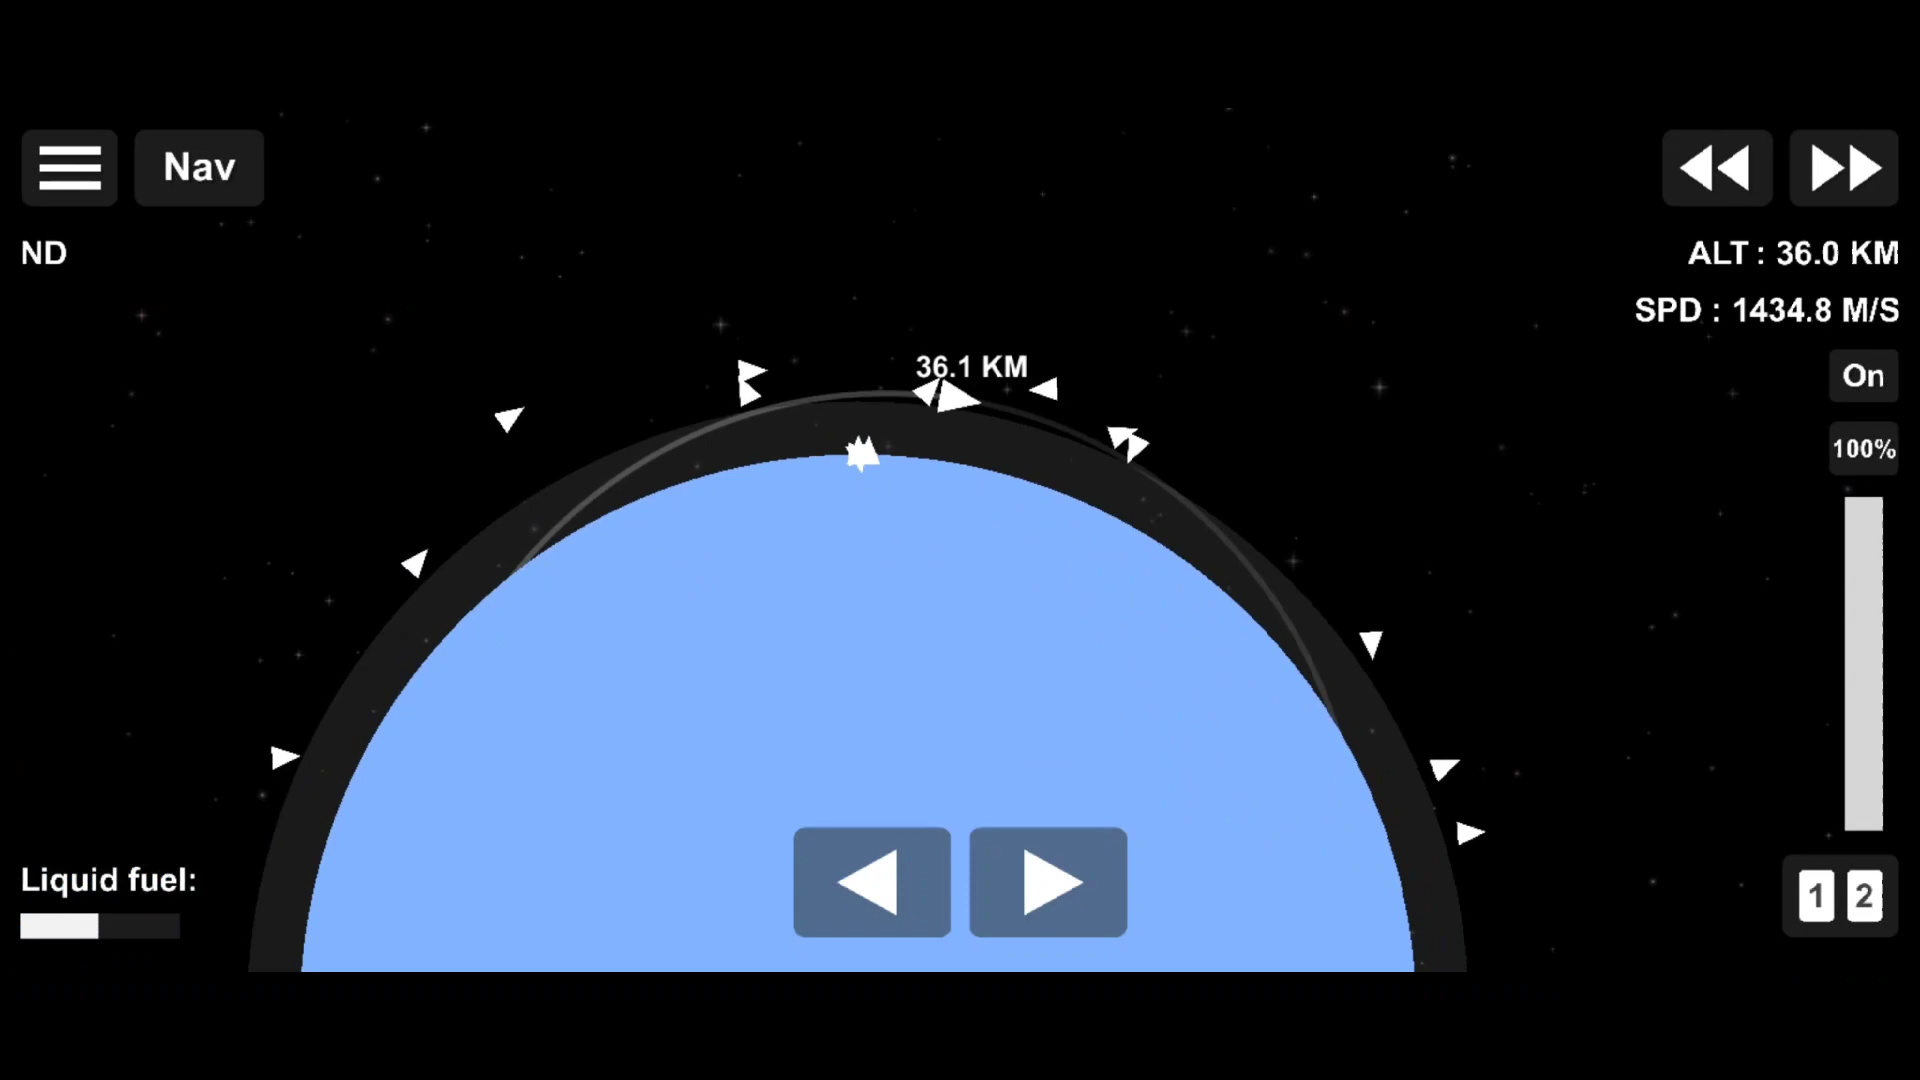 Nav
ND
ALT : 36.0 KM
SPD : 1434.8 M/S
36.1 KM
On
100%
Liquid fuel:
1 2